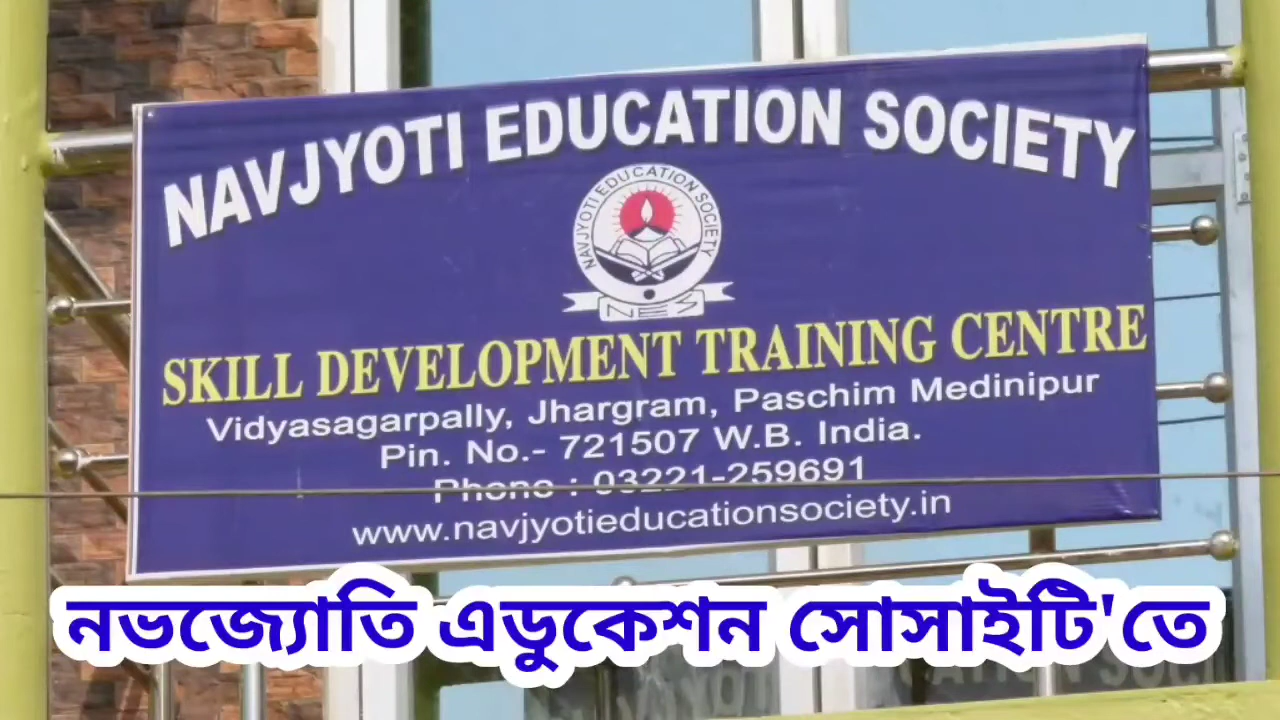 NAVJYOTI EDUCATION SOCIETY
NAVJYOTI EDUCATION SOCIETY
NES
SKILL DEVELOPMENT TRAINING CENTRE
Vidyasagarpally, Jhargram, Paschim Medinipur
Pin. No.- 721507 W.B. India.
Phone : 03221-259691
www.navjyotieducationsociety.in
নভজ্যোতি এডুকেশন সোসাইটি'তে